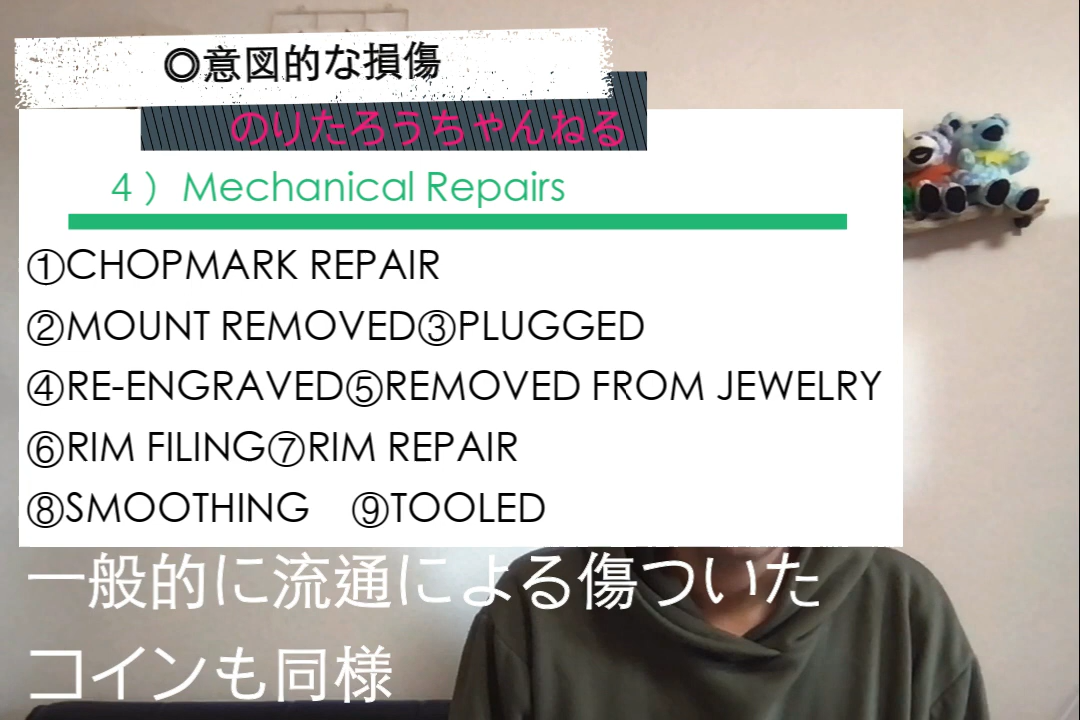 ◎意図的な損傷
のりたろうちゃんねる
４）Mechanical Repairs
①CHOPMARK REPAIR
②MOUNT REMOVED③PLUGGED
④RE-ENGRAVED⑤REMOVED FROM JEWELRY
⑥RIM FILING⑦RIM REPAIR
⑧SMOOTHING　⑨TOOLED
一般的に流通による傷ついた
コインも同様